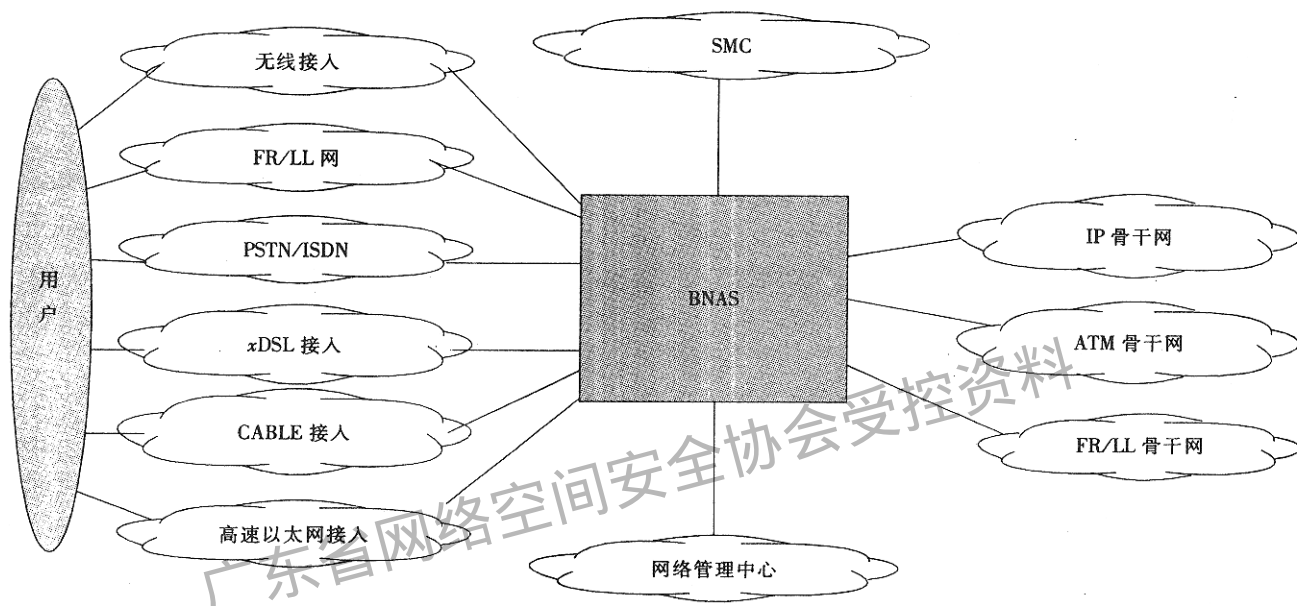 无线接入
SMC
FR/LL 网
PSTN/ISDN
IP 骨干网
用
户
BNAS
xDSL 接入
ATM 骨干网
CABLE 接入
FR/LL 骨干网
高速以太网接入
网络管理中心
广东省网络空间安全协会受控资料